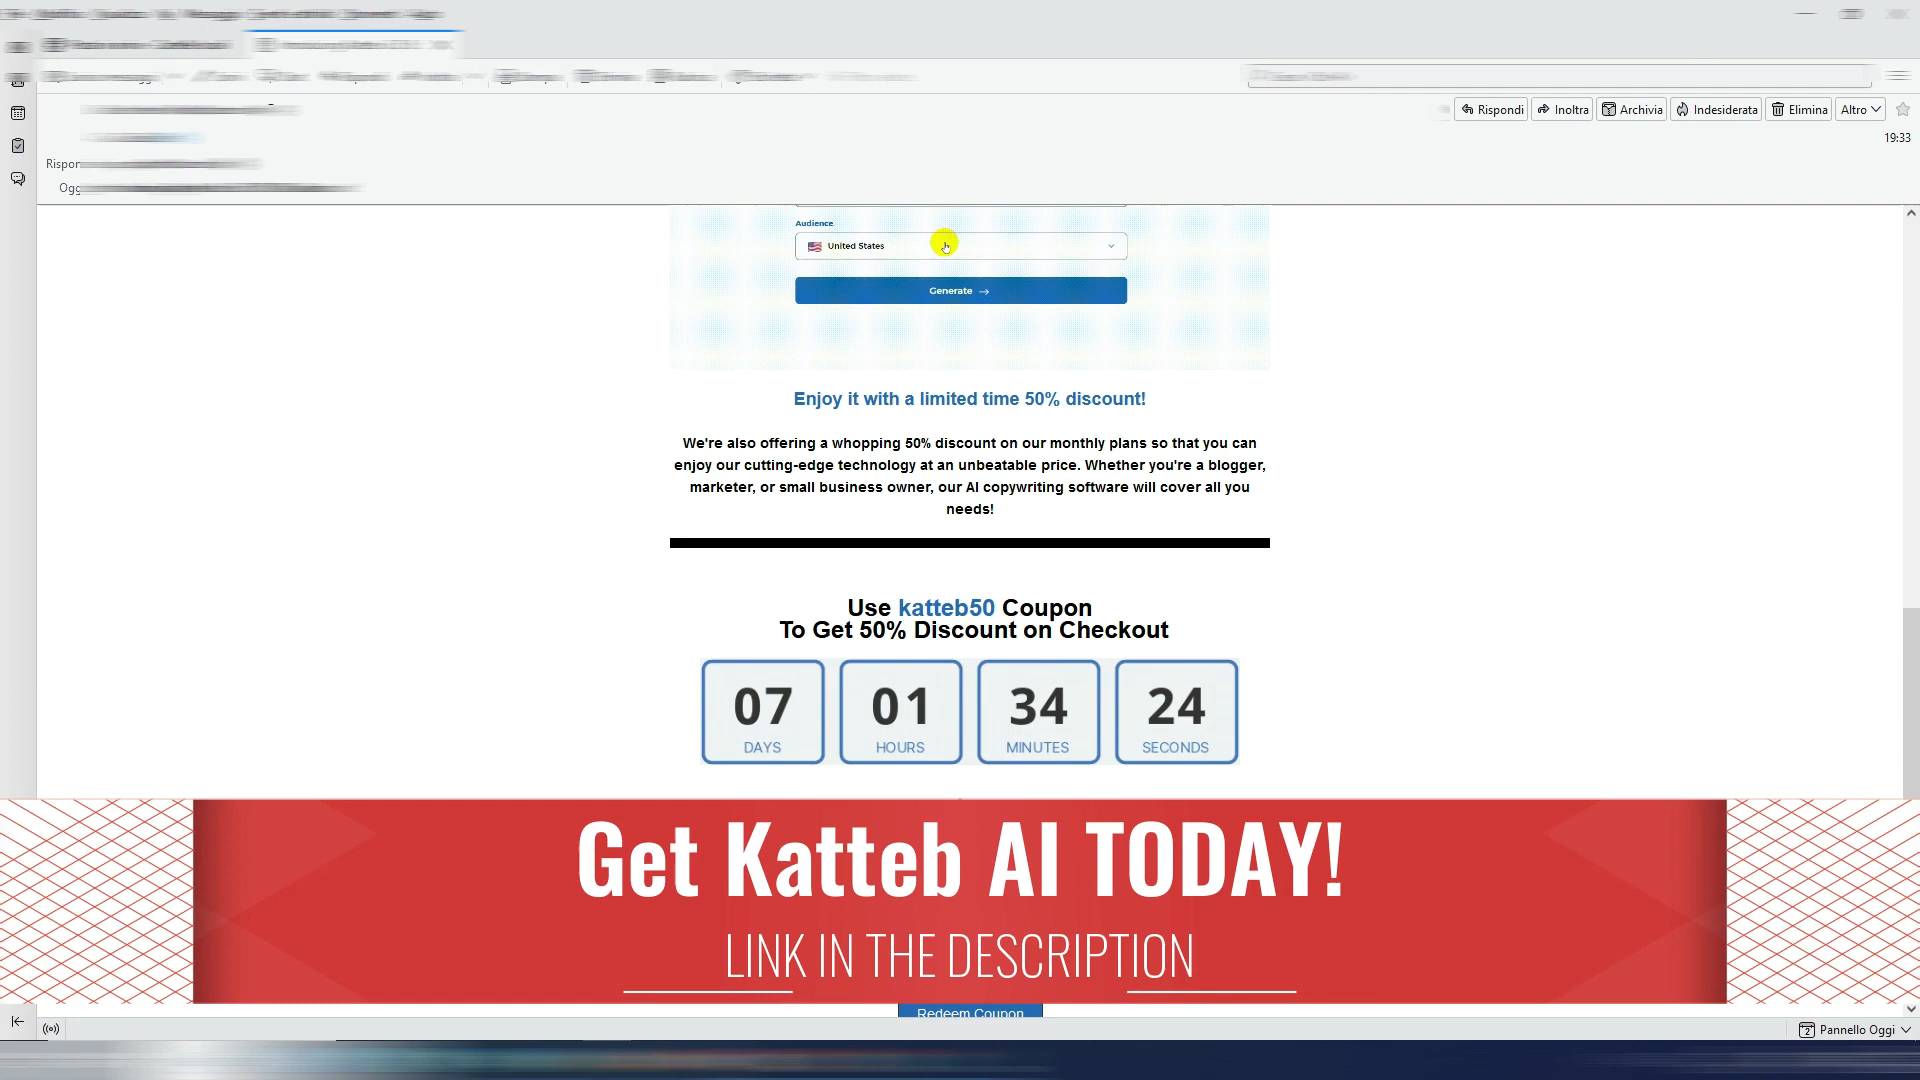 Rispondi
Inoltra
Archivia
Indesiderata
Elimina
Altro
19:33
Audience
United States
Generate →
Enjoy it with a limited time 50% discount!
We're also offering a whopping 50% discount on our monthly plans so that you can
enjoy our cutting-edge technology at an unbeatable price. Whether you're a blogger,
marketer, or small business owner, our AI copywriting software will cover all you
needs!
Use katteb50 Coupon
To Get 50% Discount on Checkout
07 01 34 24
DAYS HOURS MINUTES SECONDS
Get Katteb AI TODAY!
LINK IN THE DESCRIPTION
Redeem Coupon
Pannello Oggi